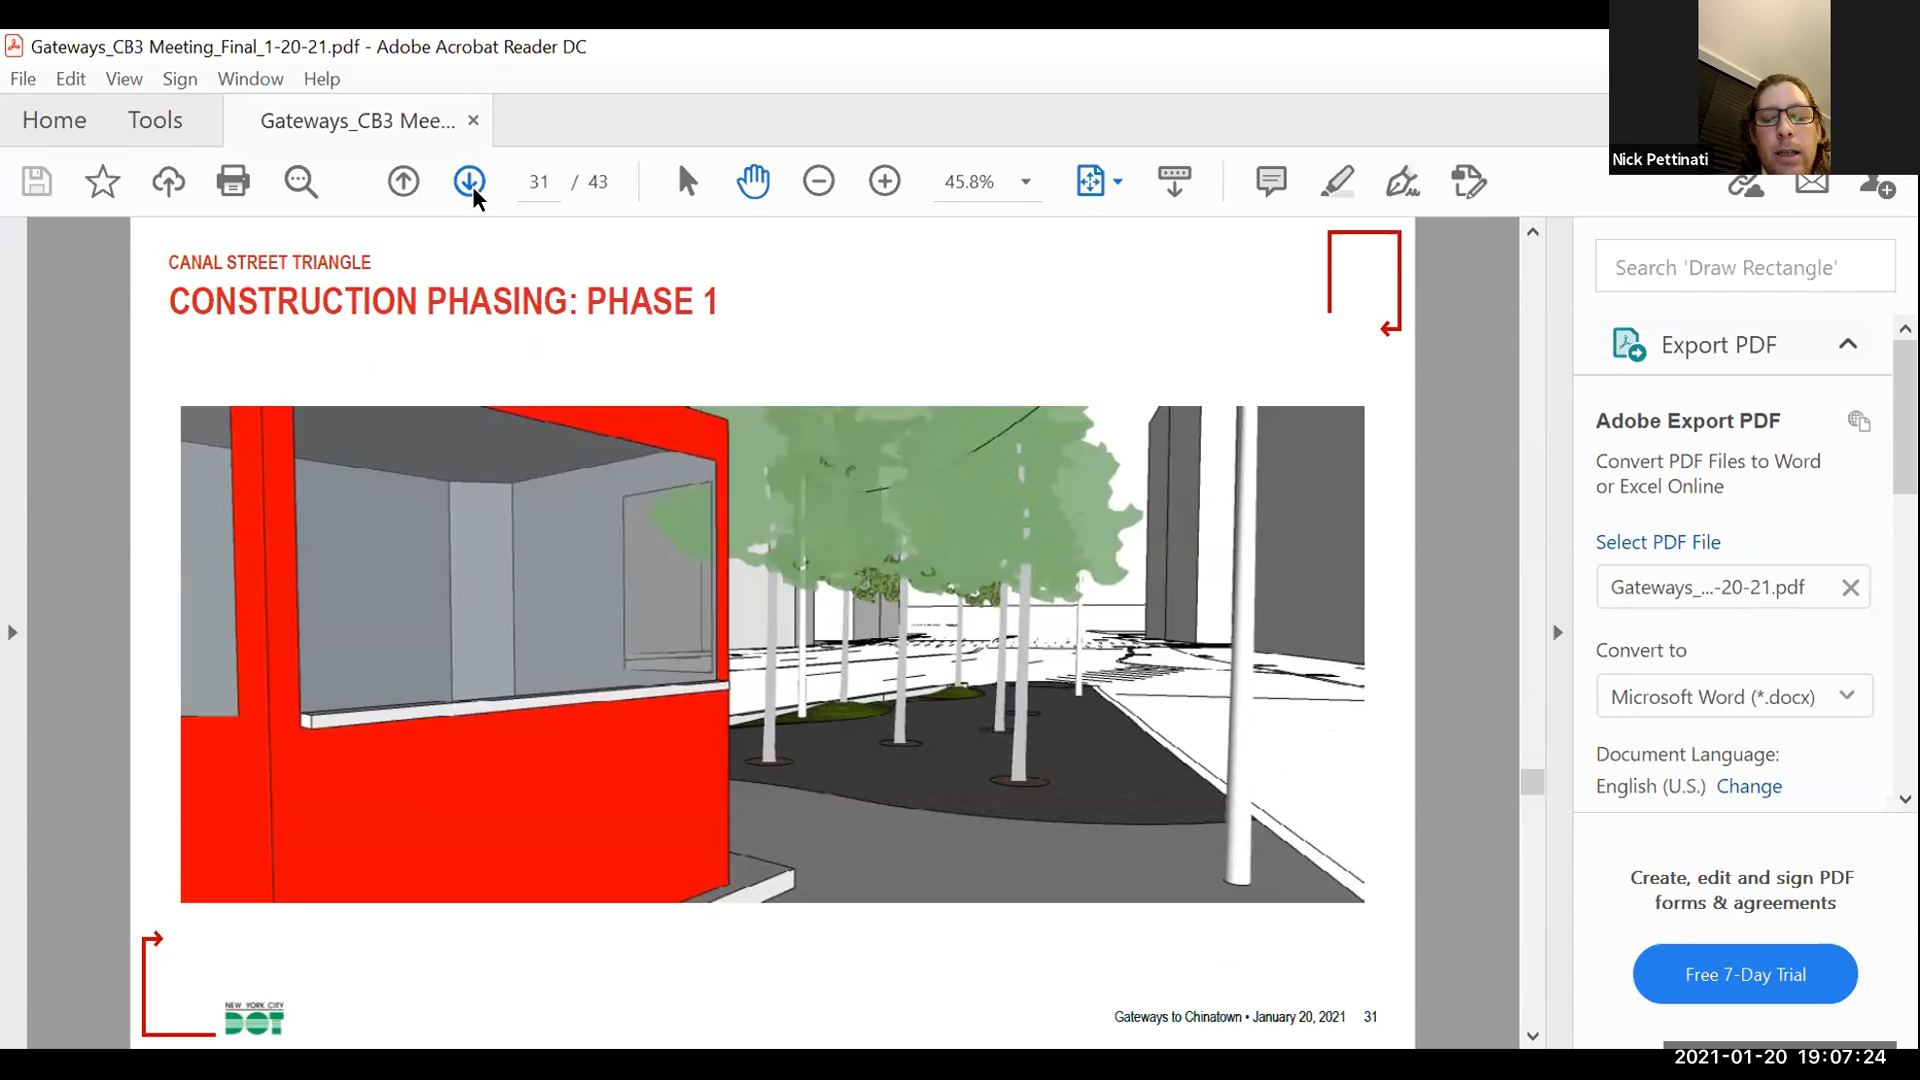 Gateways_CB3 Meeting_Final_1-20-21.pdf - Adobe Acrobat Reader DC
File Edit View Sign Window Help
Home Tools Gateways_CB3 Mee... ×
31 / 43
45.8%
Nick Pettinati
CANAL STREET TRIANGLE
CONSTRUCTION PHASING: PHASE 1
NEW YORK CITY
DOT
Gateways to Chinatown • January 20, 2021 31
Search 'Draw Rectangle'
Export PDF
Adobe Export PDF
Convert PDF Files to Word
or Excel Online
Select PDF File
Gateways_...-20-21.pdf
Convert to
Microsoft Word (*.docx)
Document Language:
English (U.S.) Change
Create, edit and sign PDF
forms & agreements
Free 7-Day Trial
2021-01-20 19:07:24